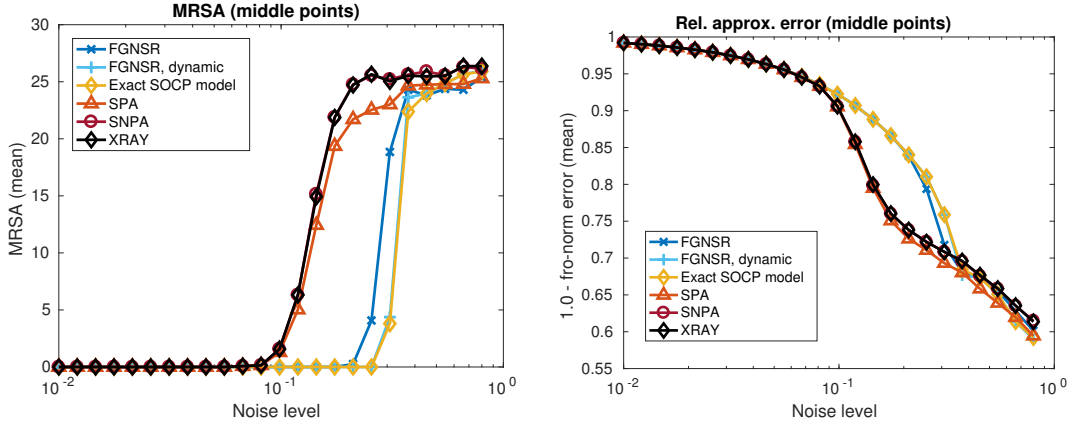 MRSA (middle points)
30
25
20
15
10
5
0
MRSA (mean)
FGNSR
FGNSR, dynamic
Exact SOCP model
SPA
SNPA
XRAY
10^-2
10^-1
10^0
Noise level
Rel. approx. error (middle points)
1
0.95
0.9
0.85
0.8
0.75
0.7
0.65
0.6
0.55
1.0 - fro-norm error (mean)
FGNSR
FGNSR, dynamic
Exact SOCP model
SPA
SNPA
XRAY
10^-2
10^-1
10^0
Noise level